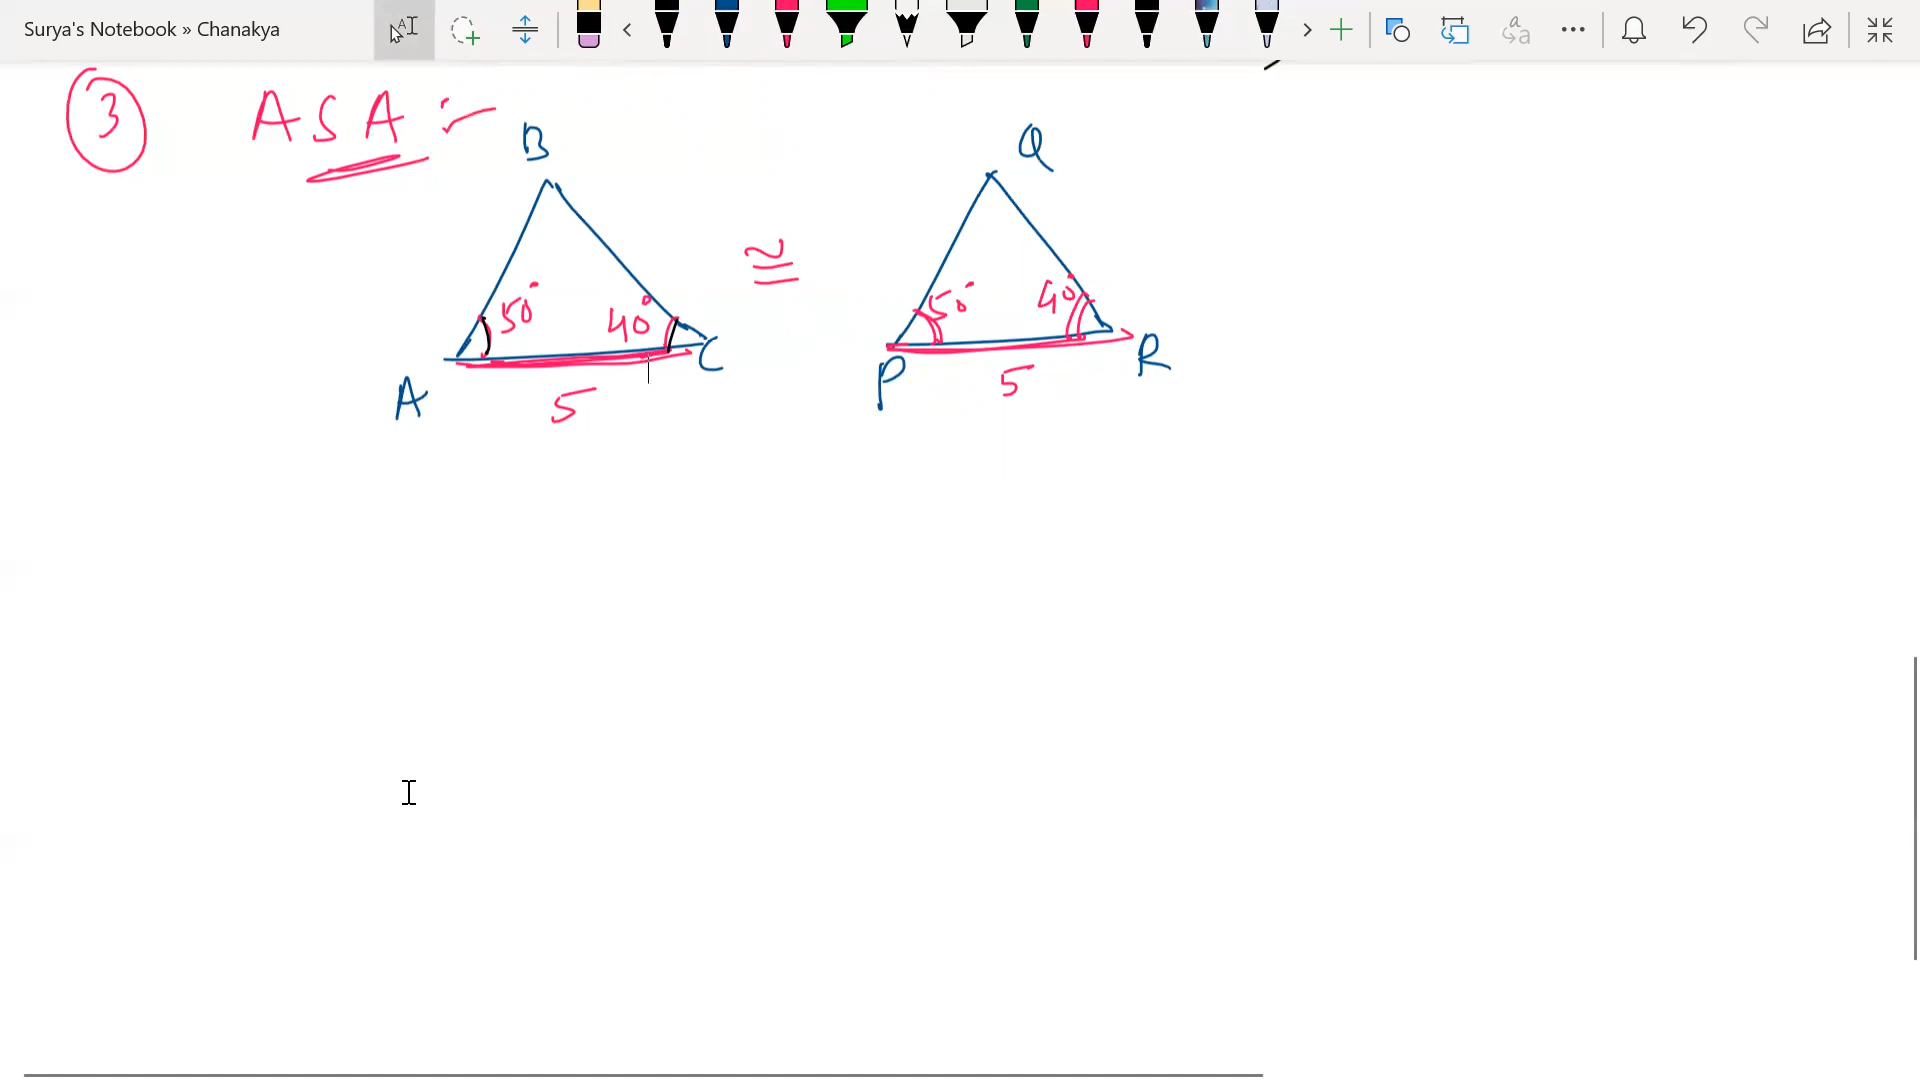 Surya's Notebook » Chanakya
③ ASA :-
B Q
50° 40° ≅ 50° 40°
A C P R
5 5